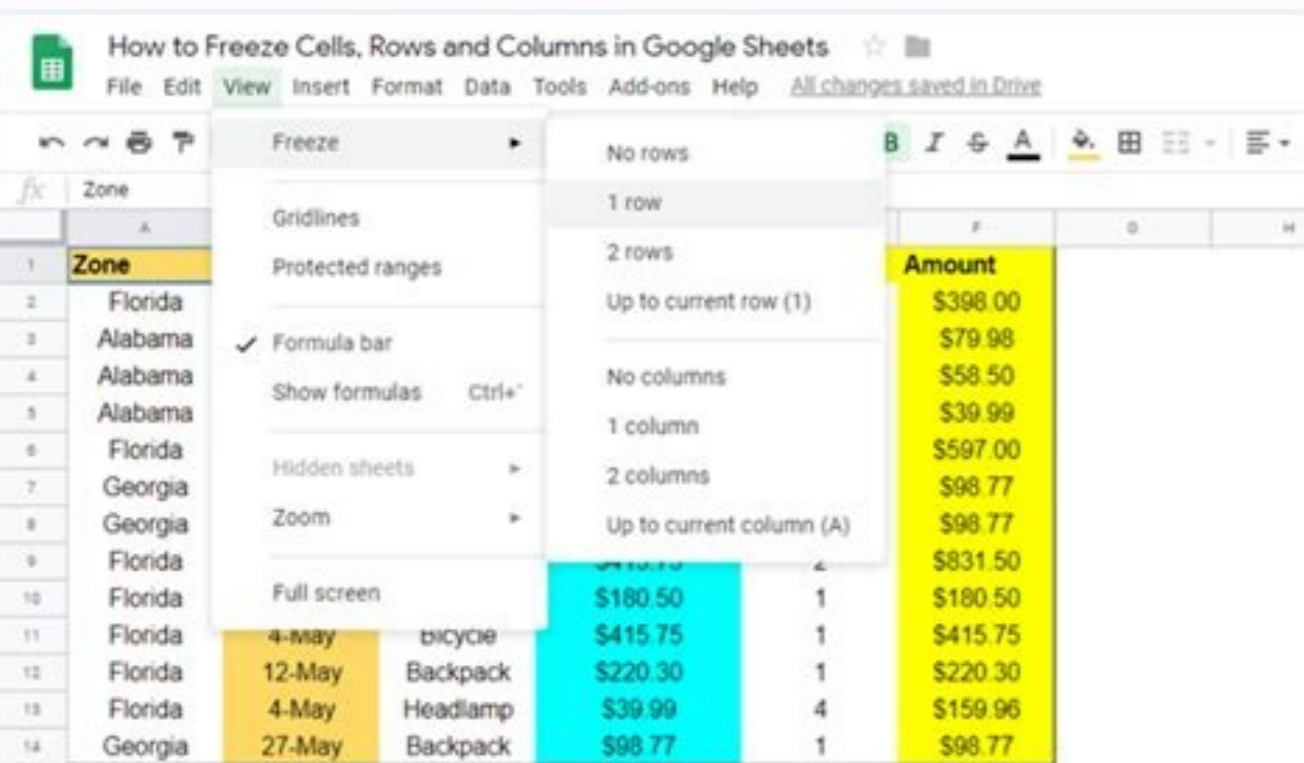 How to Freeze Cells, Rows and Columns in Google Sheets
File Edit View Insert Format Data Tools Add-ons Help All changes saved in Drive
Freeze
No rows
B I S A
fx Zone
1 row
Gridlines
A F G H
2 rows
Protected ranges
1 Zone Amount
Up to current row (1)
2 Florida $398.00
3 Alabama Formula bar $79.98
4 Alabama No columns $58.50
Show formulas Ctrl+`
5 Alabama 1 column $39.99
6 Florida $597.00
Hidden sheets 2 columns
7 Georgia $98.77
Zoom Up to current column (A)
8 Georgia $98.77
9 Florida $415.75 2 $831.50
Full screen
10 Florida $180.50 1 $180.50
11 Florida 4-May Bicycle $415.75 1 $415.75
12 Florida 12-May Backpack $220.30 1 $220.30
13 Florida 4-May Headlamp $39.99 4 $159.96
14 Georgia 27-May Backpack $98.77 1 $98.77